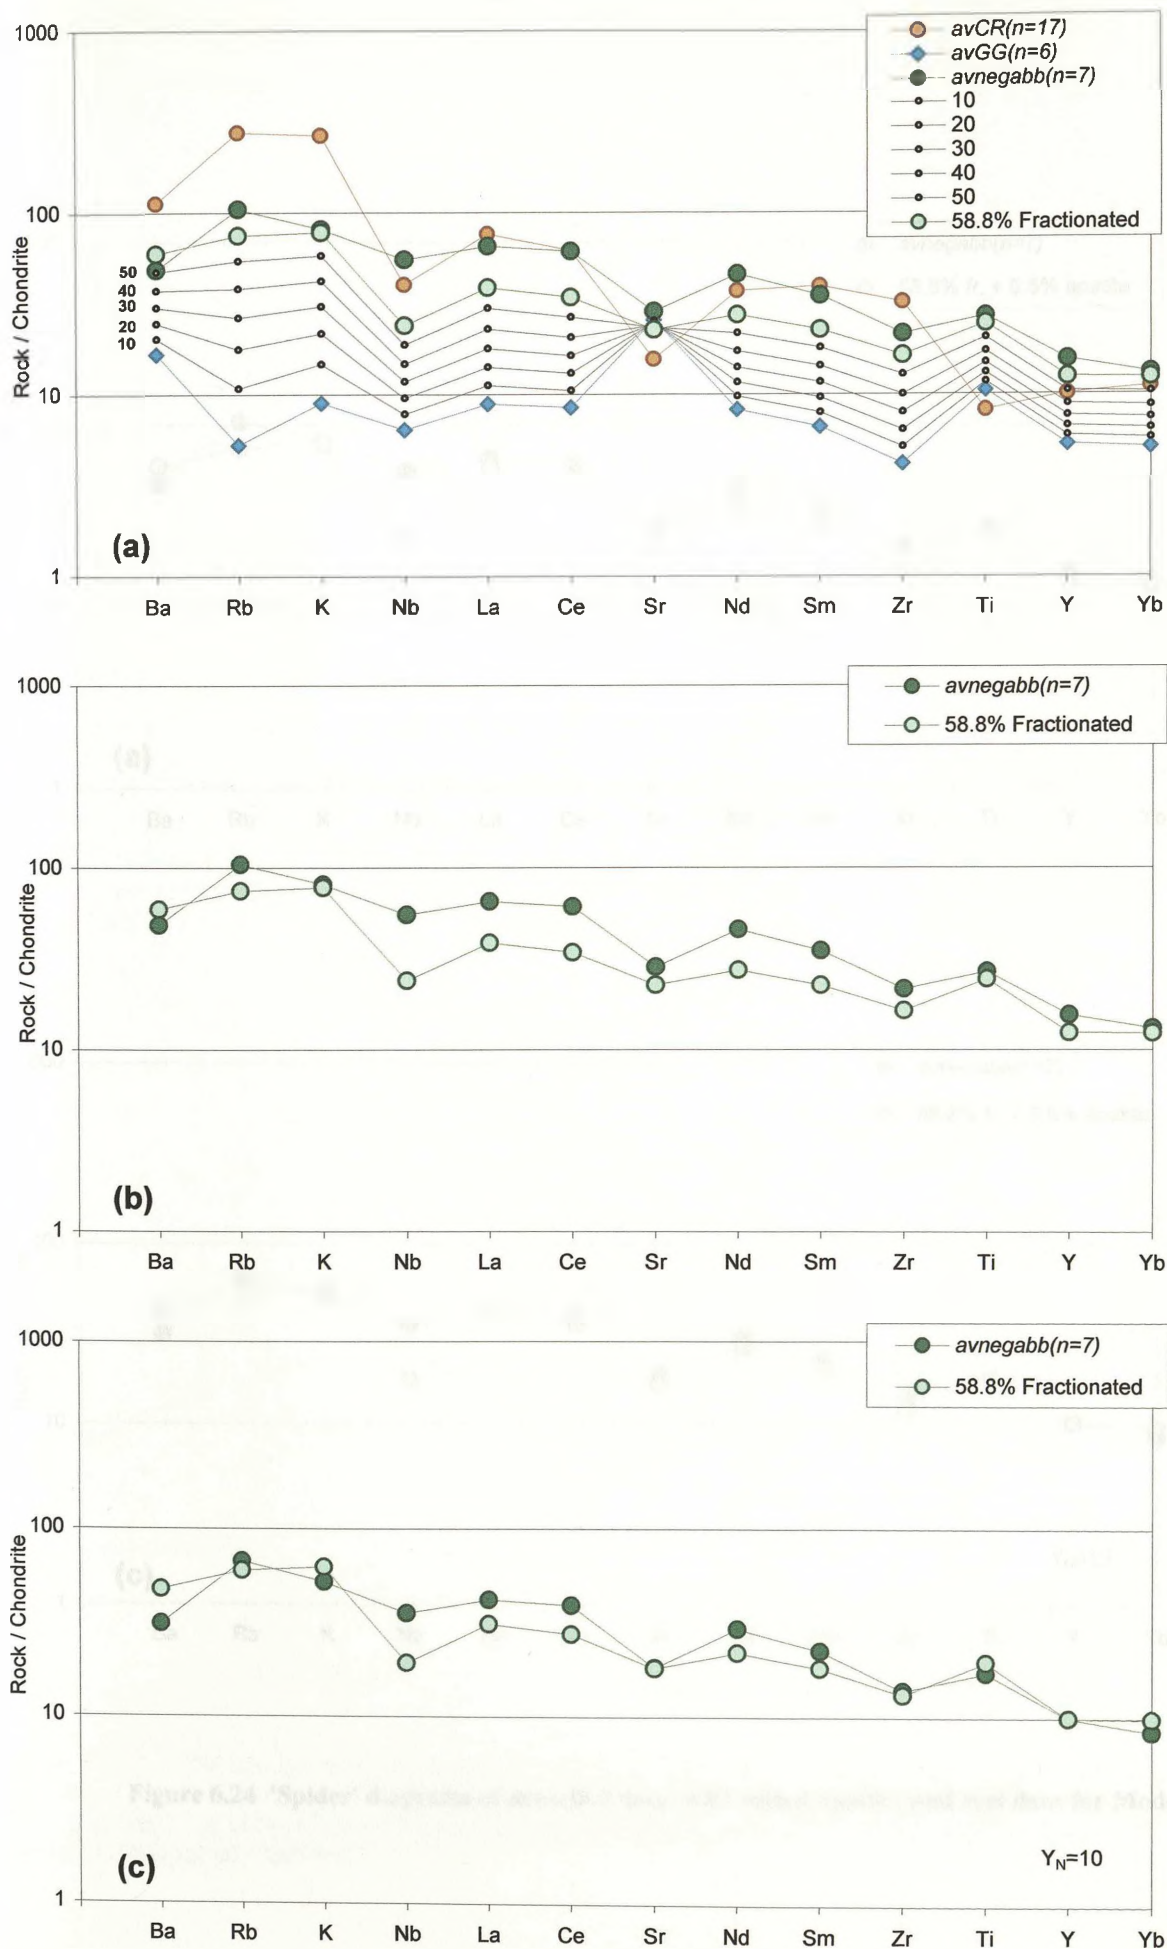 1000
100
10
1
Rock / Chondrite
50
40
30
20
10
avCR(n=17)
avGG(n=6)
avnegabb(n=7)
10
20
30
40
50
58.8% Fractionated
(a)
Ba Rb K Nb La Ce Sr Nd Sm Zr Ti Y Yb
1000
100
10
1
Rock / Chondrite
avnegabb(n=7)
58.8% Fractionated
(b)
Ba Rb K Nb La Ce Sr Nd Sm Zr Ti Y Yb
1000
100
10
1
Rock / Chondrite
avnegabb(n=7)
58.8% Fractionated
(c)
Y_N=10
Ba Rb K Nb La Ce Sr Nd Sm Zr Ti Y Yb